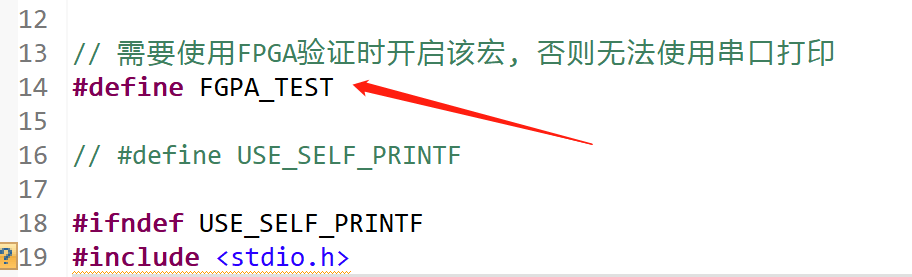 12
13 // 需要使用FPGA验证时开启该宏, 否则无法使用串口打印
14 #define FGPA_TEST
15
16 // #define USE_SELF_PRINTF
17
18 #ifndef USE_SELF_PRINTF
?19 #include <stdio.h>